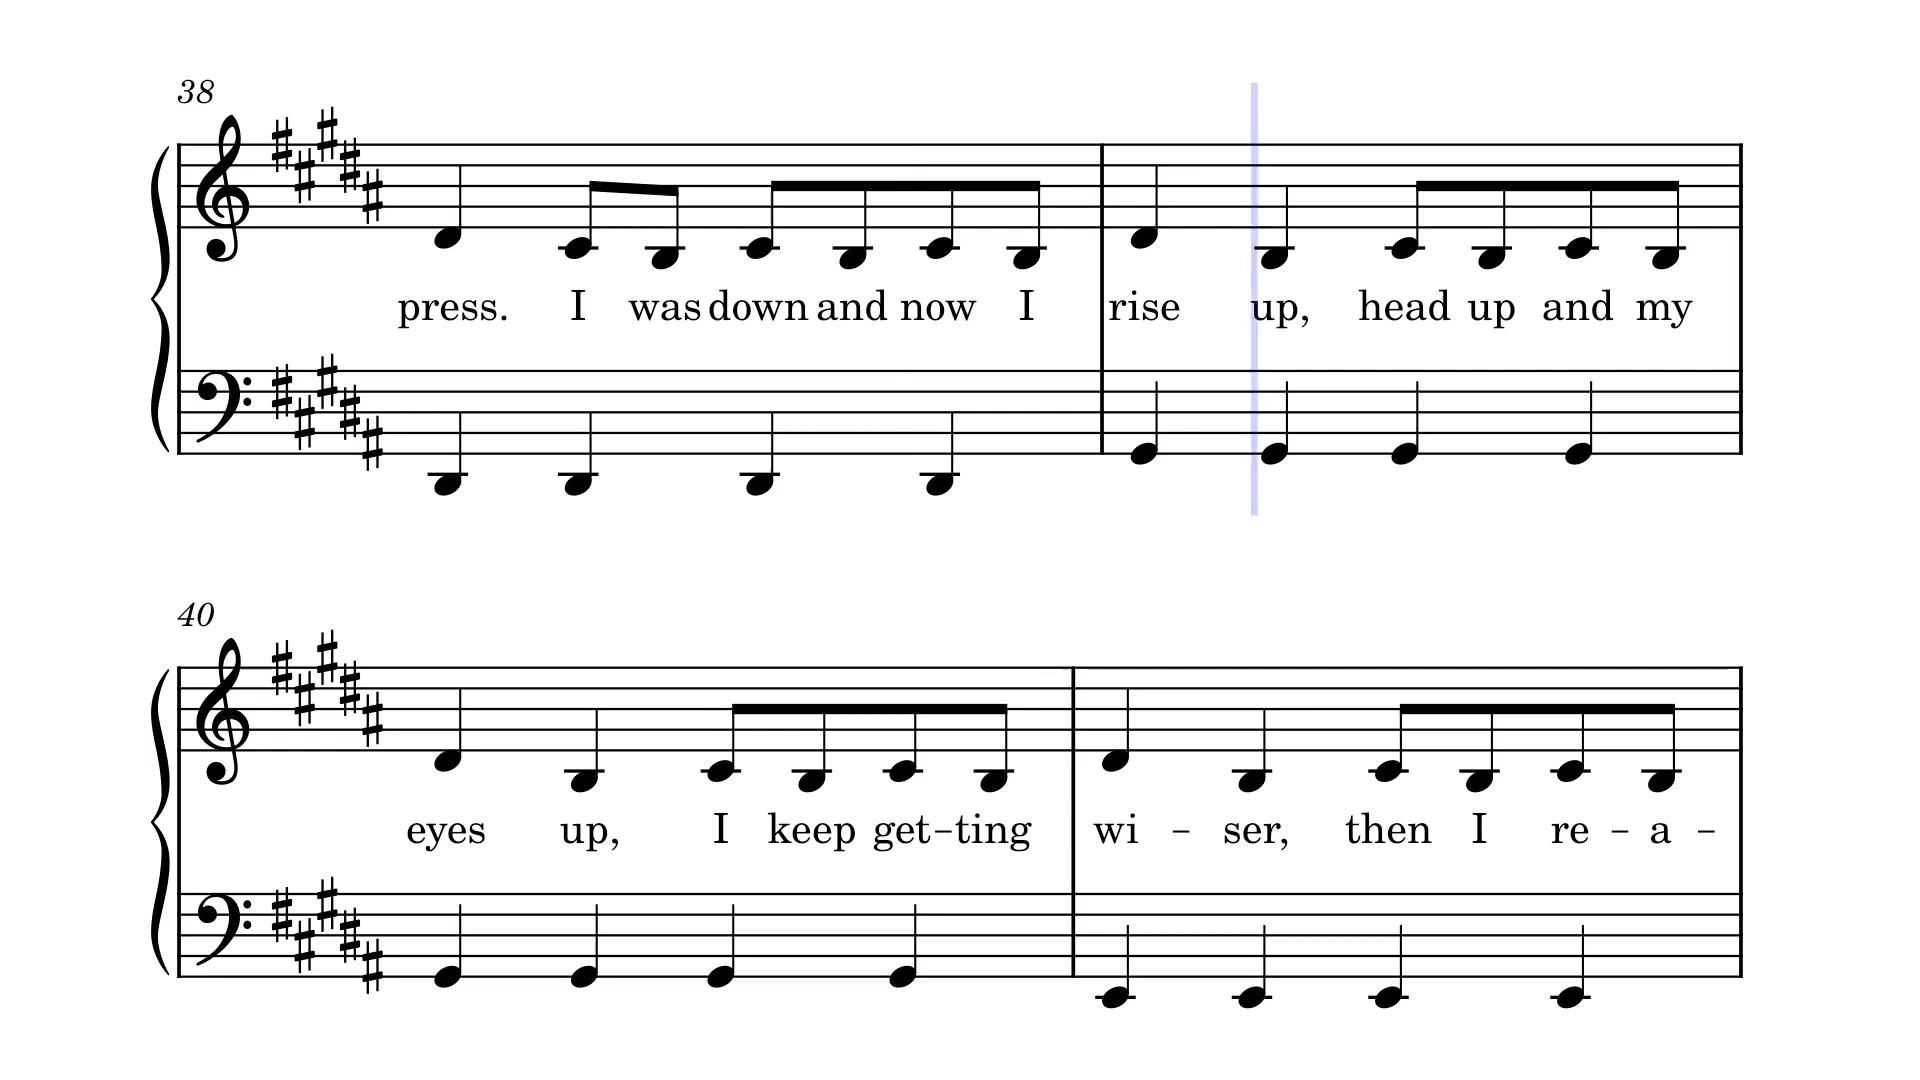 38
press. I was down and now I rise up, head up and my
40
eyes up, I keep get-ting wi - ser, then I re - a -